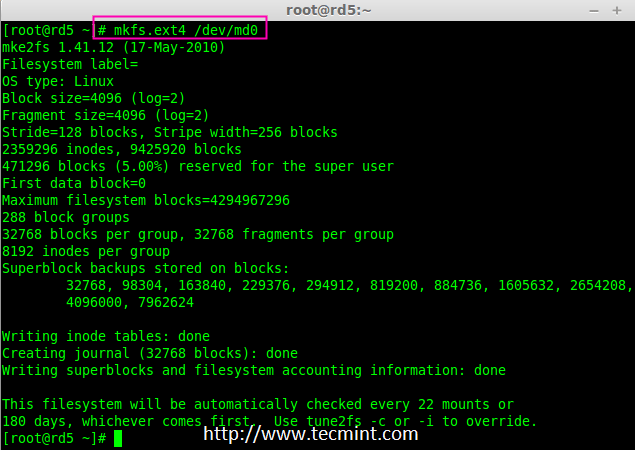 root@rd5:~
[root@rd5 ~]# mkfs.ext4 /dev/md0
mke2fs 1.41.12 (17-May-2010)
Filesystem label=
OS type: Linux
Block size=4096 (log=2)
Fragment size=4096 (log=2)
Stride=128 blocks, Stripe width=256 blocks
2359296 inodes, 9425920 blocks
471296 blocks (5.00%) reserved for the super user
First data block=0
Maximum filesystem blocks=4294967296
288 block groups
32768 blocks per group, 32768 fragments per group
8192 inodes per group
Superblock backups stored on blocks:
        32768, 98304, 163840, 229376, 294912, 819200, 884736, 1605632, 2654208,
        4096000, 7962624

Writing inode tables: done
Creating journal (32768 blocks): done
Writing superblocks and filesystem accounting information: done

This filesystem will be automatically checked every 22 mounts or
180 days, whichever comes first.  Use tune2fs -c or -i to override.
[root@rd5 ~]#
http://www.tecmint.com